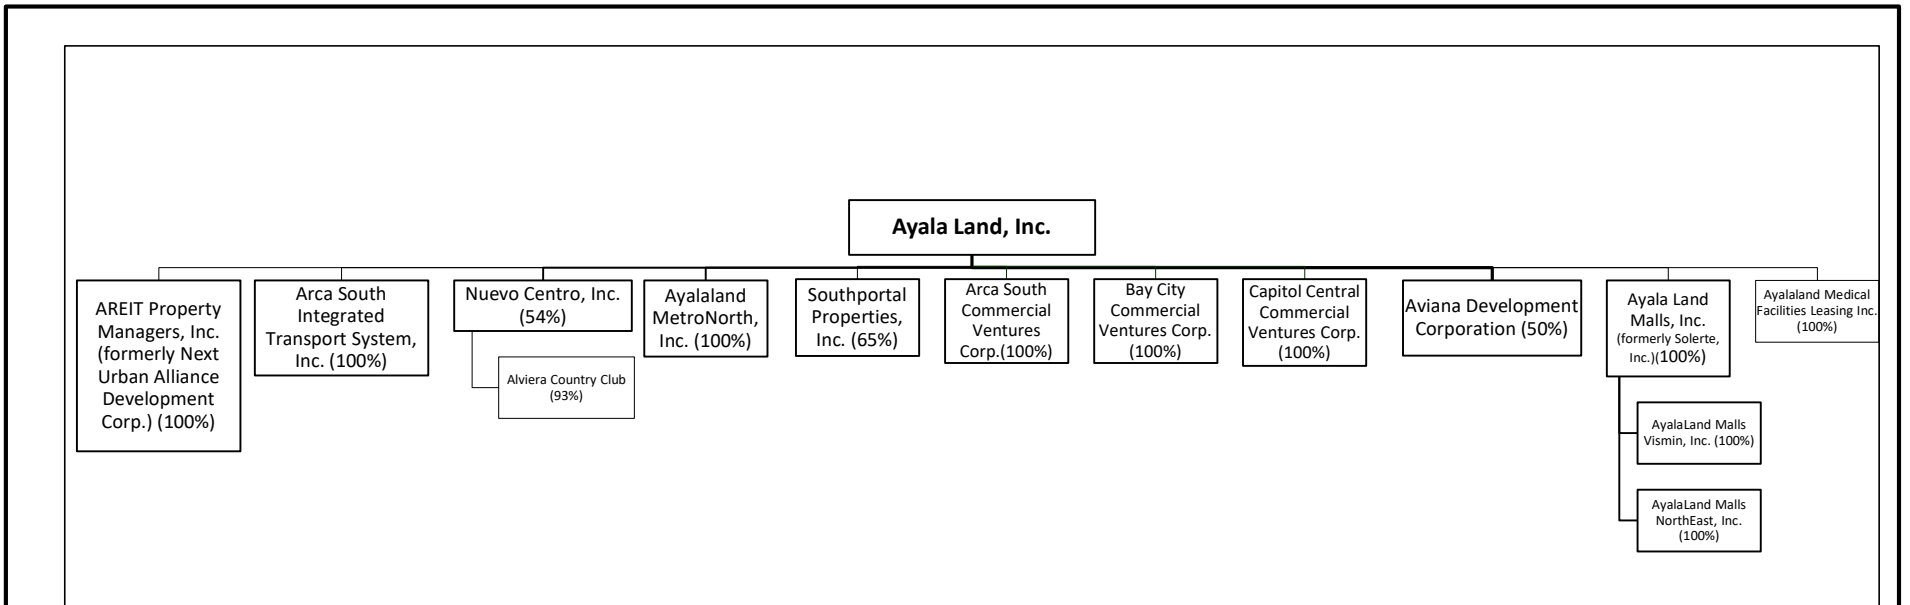 Ayala Land, Inc.
AREIT Property
Managers, Inc.
(formerly Next
Urban Alliance
Development
Corp.) (100%)
Arca South
Integrated
Transport System,
Inc. (100%)
Nuevo Centro, Inc.
(54%)
Alviera Country Club
(93%)
Ayalaland
MetroNorth,
Inc. (100%)
Southportal
Properties,
Inc. (65%)
Arca South
Commercial
Ventures
Corp.(100%)
Bay City
Commercial
Ventures Corp.
(100%)
Capitol Central
Commercial
Ventures Corp.
(100%)
Aviana Development
Corporation (50%)
Ayala Land
Malls, Inc.
(formerly Solerte,
Inc.)(100%)
AyalaLand Malls
Vismin, Inc. (100%)
AyalaLand Malls
NorthEast, Inc.
(100%)
Ayalaland Medical
Facilities Leasing Inc.
(100%)